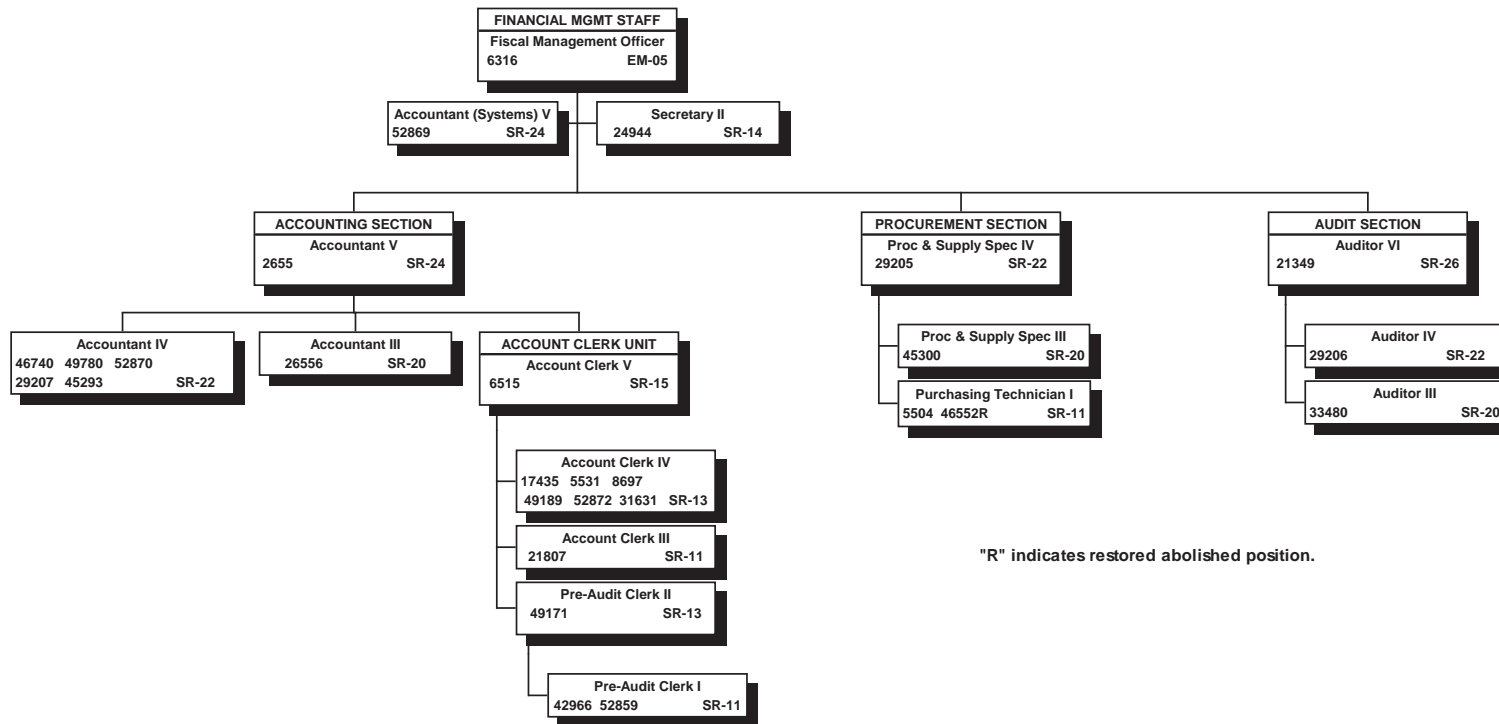 FINANCIAL MGMT STAFF
Fiscal Management Officer
6316 EM-05
Accountant (Systems) V
52869 SR-24
Secretary II
24944 SR-14
ACCOUNTING SECTION
Accountant V
2655 SR-24
PROCUREMENT SECTION
Proc & Supply Spec IV
29205 SR-22
AUDIT SECTION
Auditor VI
21349 SR-26
Accountant IV
46740 49780 52870
29207 45293 SR-22
Accountant III
26556 SR-20
ACCOUNT CLERK UNIT
Account Clerk V
6515 SR-15
Account Clerk IV
17435 5531 8697
49189 52872 31631 SR-13
Account Clerk III
21807 SR-11
Pre-Audit Clerk II
49171 SR-13
Pre-Audit Clerk I
42966 52859 SR-11
Proc & Supply Spec III
45300 SR-20
Purchasing Technician I
5504 46552R SR-11
Auditor IV
29206 SR-22
Auditor III
33480 SR-20
"R" indicates restored abolished position.